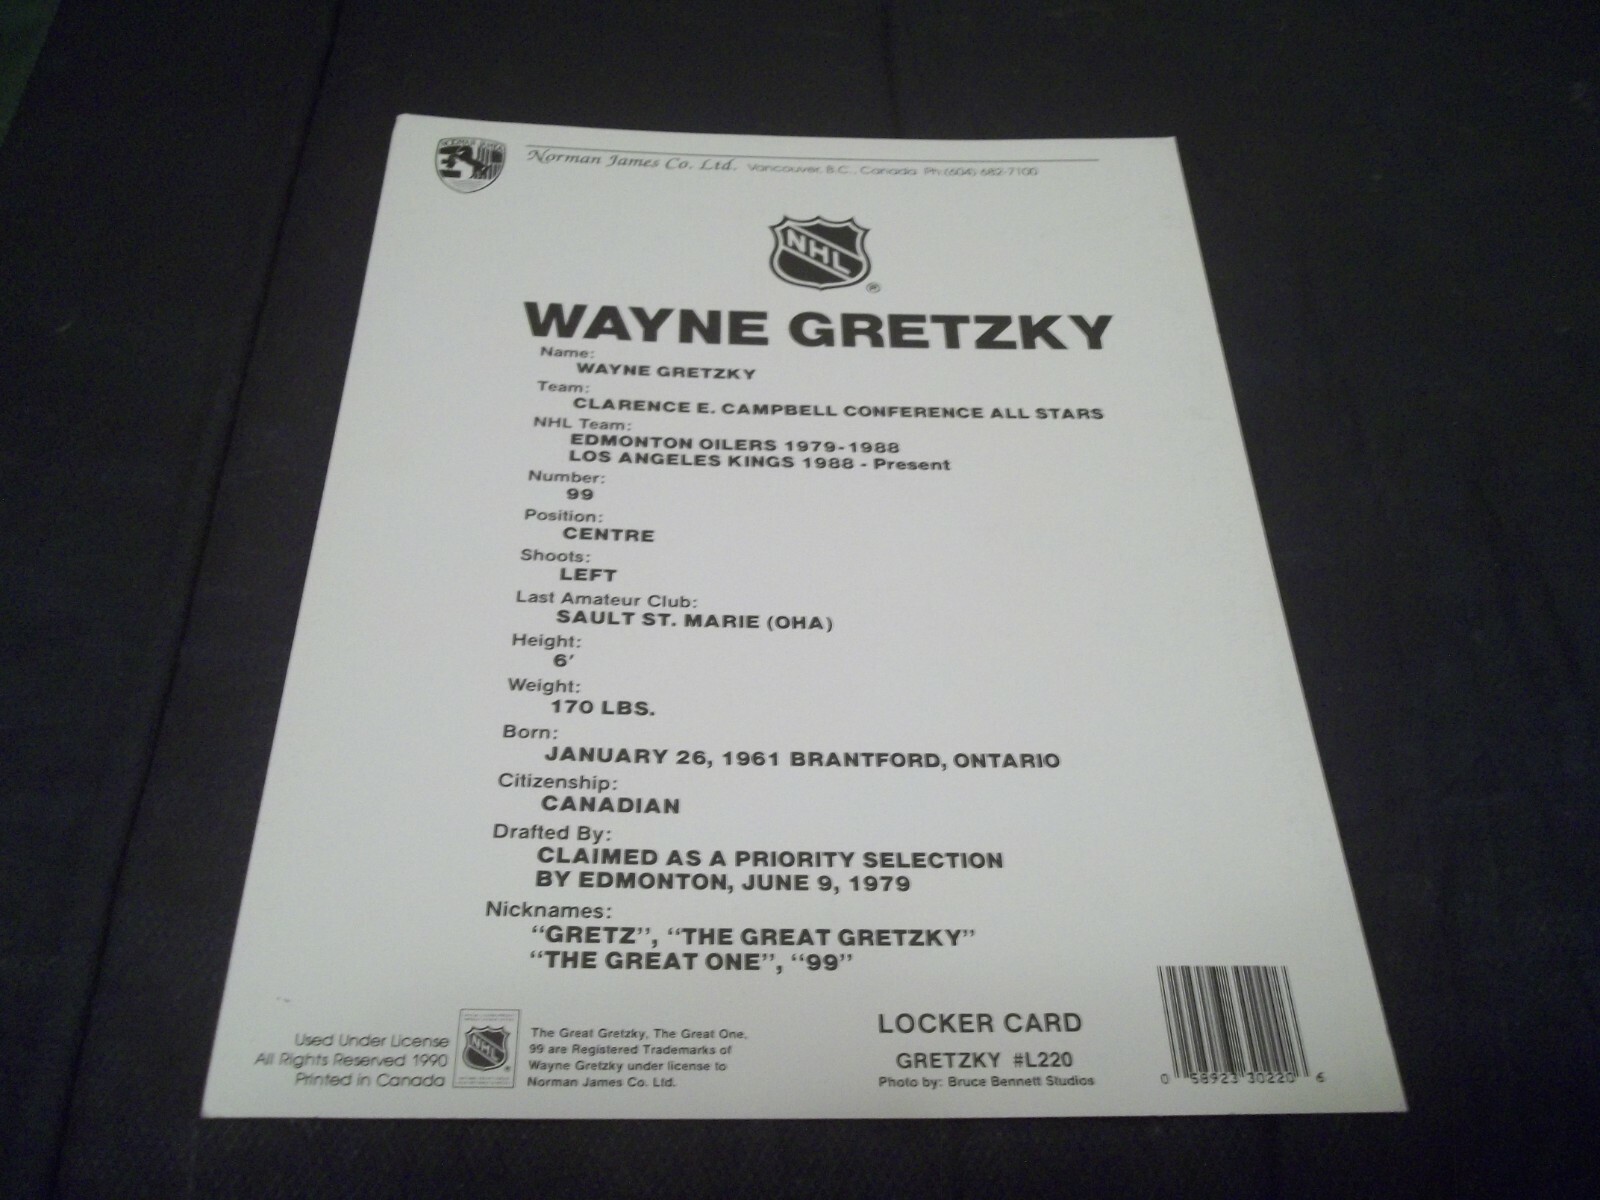 NORMAN JAMES
Norman James Co. Ltd. Vancouver, B.C., Canada Ph (604) 682-7100
NHL
®
WAYNE GRETZKY
Name:
WAYNE GRETZKY
Team:
CLARENCE E. CAMPBELL CONFERENCE ALL STARS
NHL Team:
EDMONTON OILERS 1979-1988
LOS ANGELES KINGS 1988 - Present
Number:
99
Position:
CENTRE
Shoots:
LEFT
Last Amateur Club:
SAULT ST. MARIE (OHA)
Height:
6'
Weight:
170 LBS.
Born:
JANUARY 26, 1961 BRANTFORD, ONTARIO
Citizenship:
CANADIAN
Drafted By:
CLAIMED AS A PRIORITY SELECTION
BY EDMONTON, JUNE 9, 1979
Nicknames:
“GRETZ”, “THE GREAT GRETZKY”
“THE GREAT ONE”, “99”
Used Under License
All Rights Reserved 1990
Printed in Canada
NHL
®
The Great Gretzky, The Great One,
99 are Registered Trademarks of
Wayne Gretzky under license to
Norman James Co. Ltd.
LOCKER CARD
GRETZKY #L220
Photo by: Bruce Bennett Studios
0 58923 30220 6